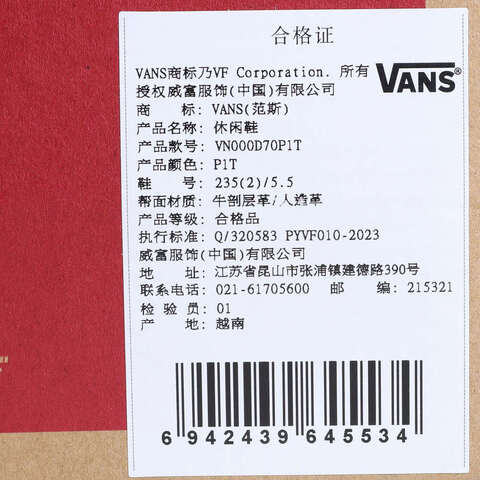 合格证
VANS商标乃VF Corporation. 所有
VANS®
授权威富服饰(中国)有限公司
商 标: VANS(范斯)
产品名称: 休闲鞋
产品款号: VN000D70P1T
产品颜色: P1T
鞋 号: 235(2)/5.5
帮面材质: 牛剖层革/人造革
产品等级: 合格品
执行标准: Q/320583 PYVF010-2023
威富服饰(中国)有限公司
地 址: 江苏省昆山市张浦镇建德路390号
联系电话: 021-61705600 邮 编: 215321
检 验 员: 01
产 地: 越南
6 942439 645534